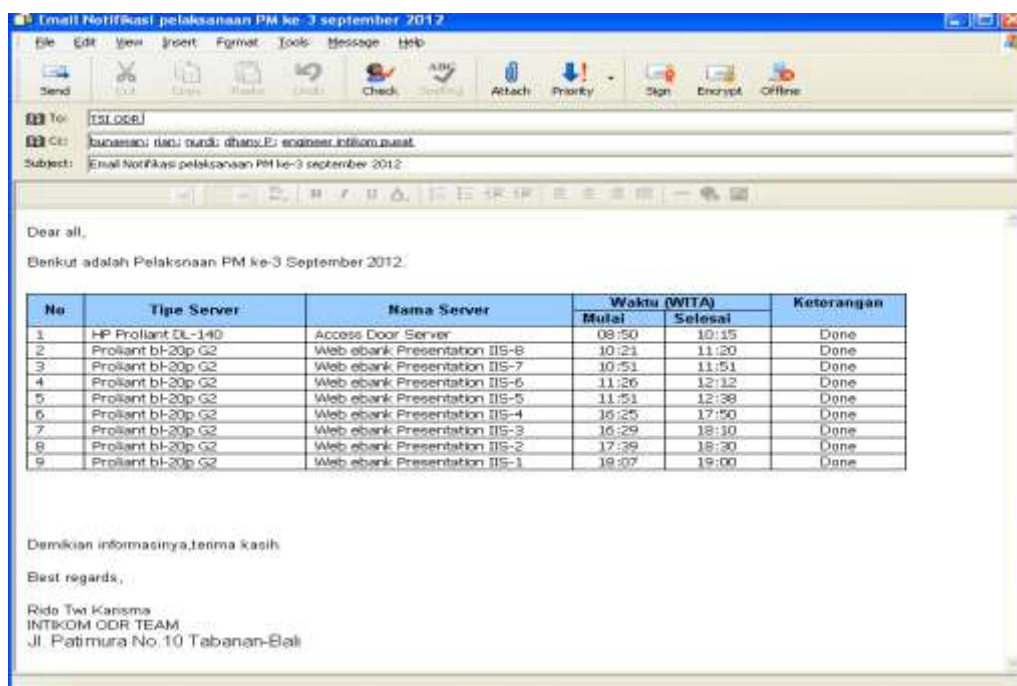 Email Notifikasi pelaksanaan PM ke-3 september 2012
File Edit View Insert Format Tools Message Help
Send Cut Copy Paste Undo Check Spelling Attach Priority Sign Encrypt Offline
To: TSI ODR;
Cc: bunawan; rian; nurdi; dhany.P; engineer intikom pusat
Subject: Email Notifikasi pelaksanaan PM ke-3 september 2012
B I U A
Dear all,
Berikut adalah Pelaksnaan PM ke-3 September 2012.
No Tipe Server Nama Server Waktu (WITA) Keterangan
Mulai Selesai
1 HP Proliant DL-140 Access Door Server 08:50 10:15 Done
2 Proliant bl-20p G2 Web ebank Presentation IIS-8 10:21 11:20 Done
3 Proliant bl-20p G2 Web ebank Presentation IIS-7 10:51 11:51 Done
4 Proliant bl-20p G2 Web ebank Presentation IIS-6 11:26 12:12 Done
5 Proliant bl-20p G2 Web ebank Presentation IIS-5 11:51 12:38 Done
6 Proliant bl-20p G2 Web ebank Presentation IIS-4 16:25 17:50 Done
7 Proliant bl-20p G2 Web ebank Presentation IIS-3 16:29 18:10 Done
8 Proliant bl-20p G2 Web ebank Presentation IIS-2 17:39 18:30 Done
9 Proliant bl-20p G2 Web ebank Presentation IIS-1 19:00 Done
Demikian informasinya,terima kasih.
Best regards,
Rido Twi Karisma
INTIKOM ODR TEAM
Jl. Patimura No.10 Tabanan-Bali